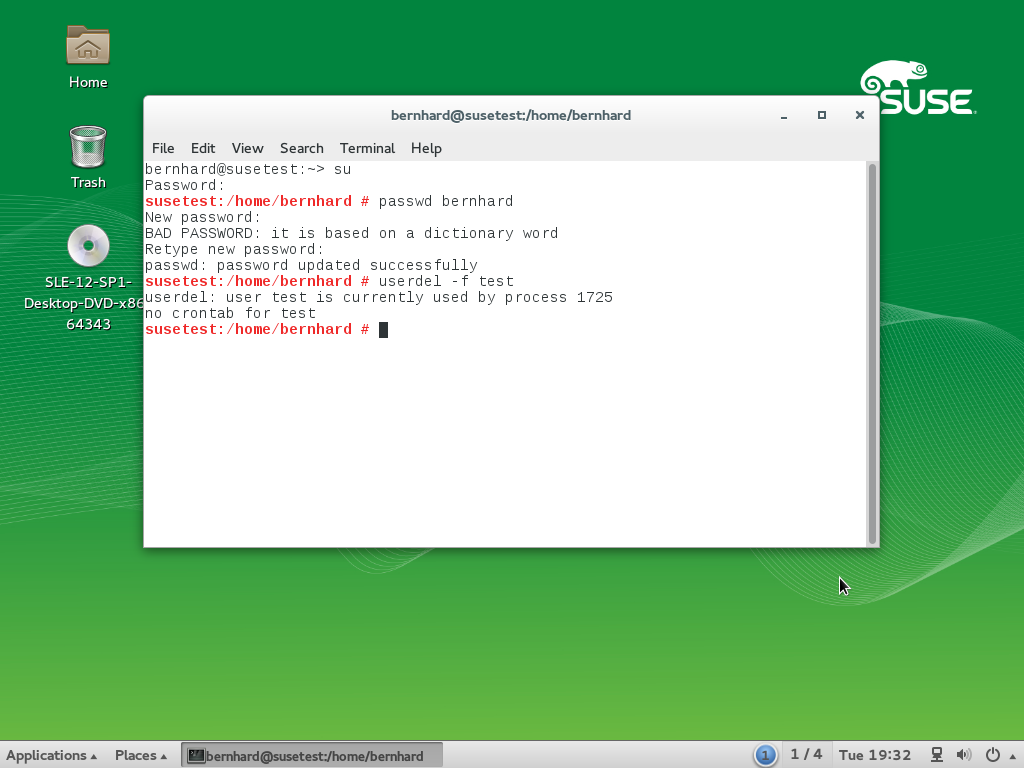 Home
Trash
SLE-12-SP1-
Desktop-DVD-x86
64343
SUSE
bernhard@susetest:/home/bernhard
File Edit View Search Terminal Help
bernhard@susetest:~> su
Password:
susetest:/home/bernhard # passwd bernhard
New password:
BAD PASSWORD: it is based on a dictionary word
Retype new password:
passwd: password updated successfully
susetest:/home/bernhard # userdel -f test
userdel: user test is currently used by process 1725
no crontab for test
susetest:/home/bernhard #
Applications Places bernhard@susetest:/home/bernhard 1 1 / 4 Tue 19:32